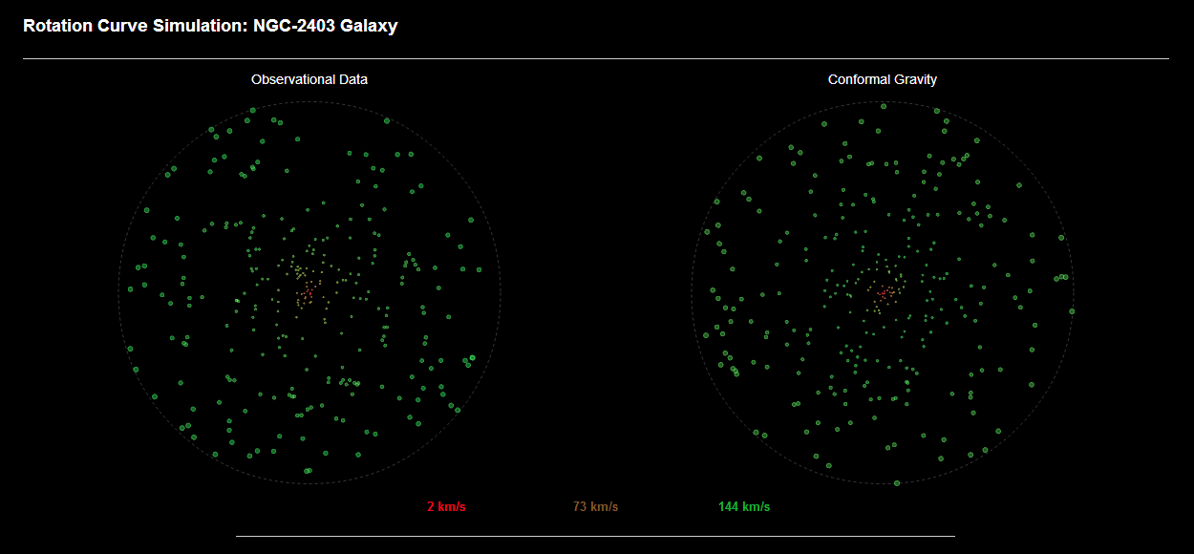 Rotation Curve Simulation: NGC-2403 Galaxy
Observational Data
Conformal Gravity
2 km/s
73 km/s
144 km/s